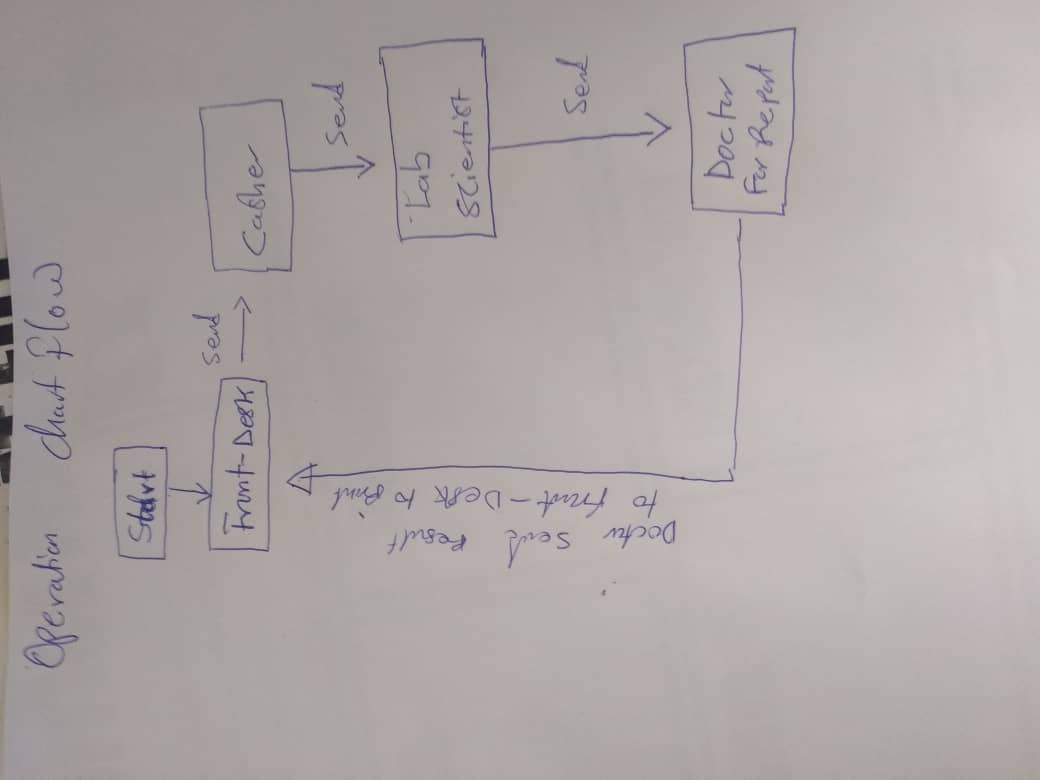 Operation chart flow
Start
Front-Desk
Send
Casher
Send
Lab
Scientist
Send
Doctor
For Report
Doctor Send Result
to Front-Desk to print